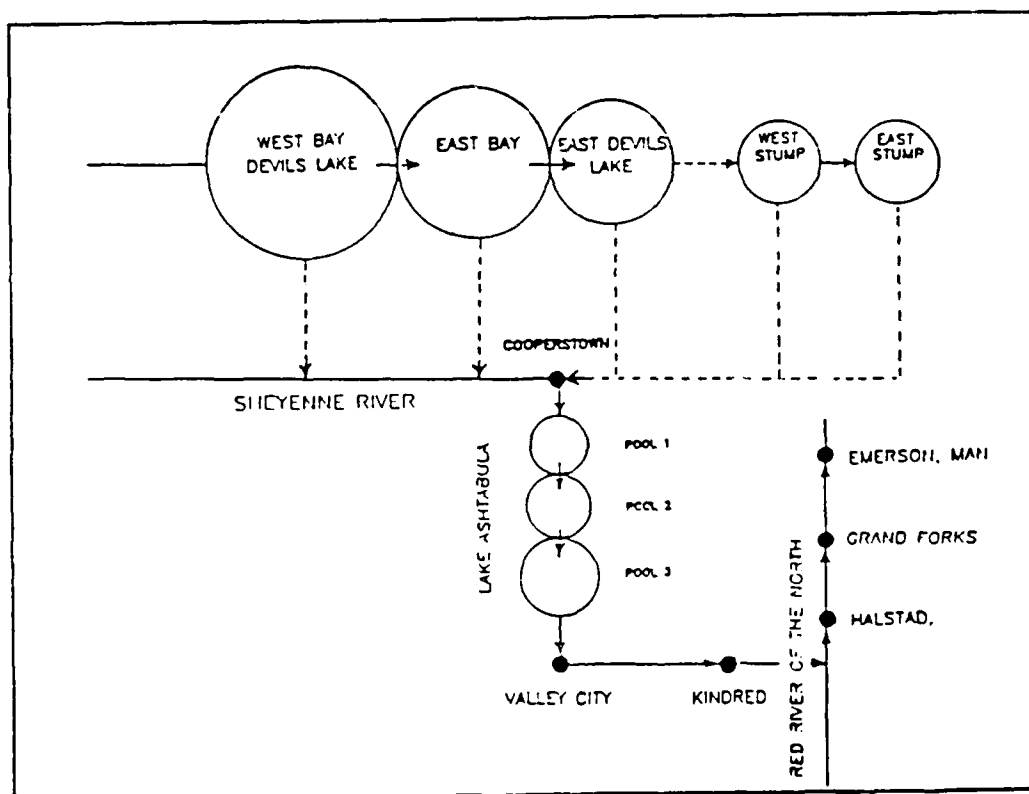 WEST BAY
DEVILS LAKE
EAST BAY
EAST DEVILS
LAKE
WEST
STUMP
EAST
STUMP
COOPERSTOWN
SHEYENNE RIVER
LAKE ASHTABULA
POOL 1
POOL 2
POOL 3
VALLEY CITY
KINDRED
RED RIVER OF THE NORTH
EMERSON, MAN
GRAND FORKS
HALSTAD,